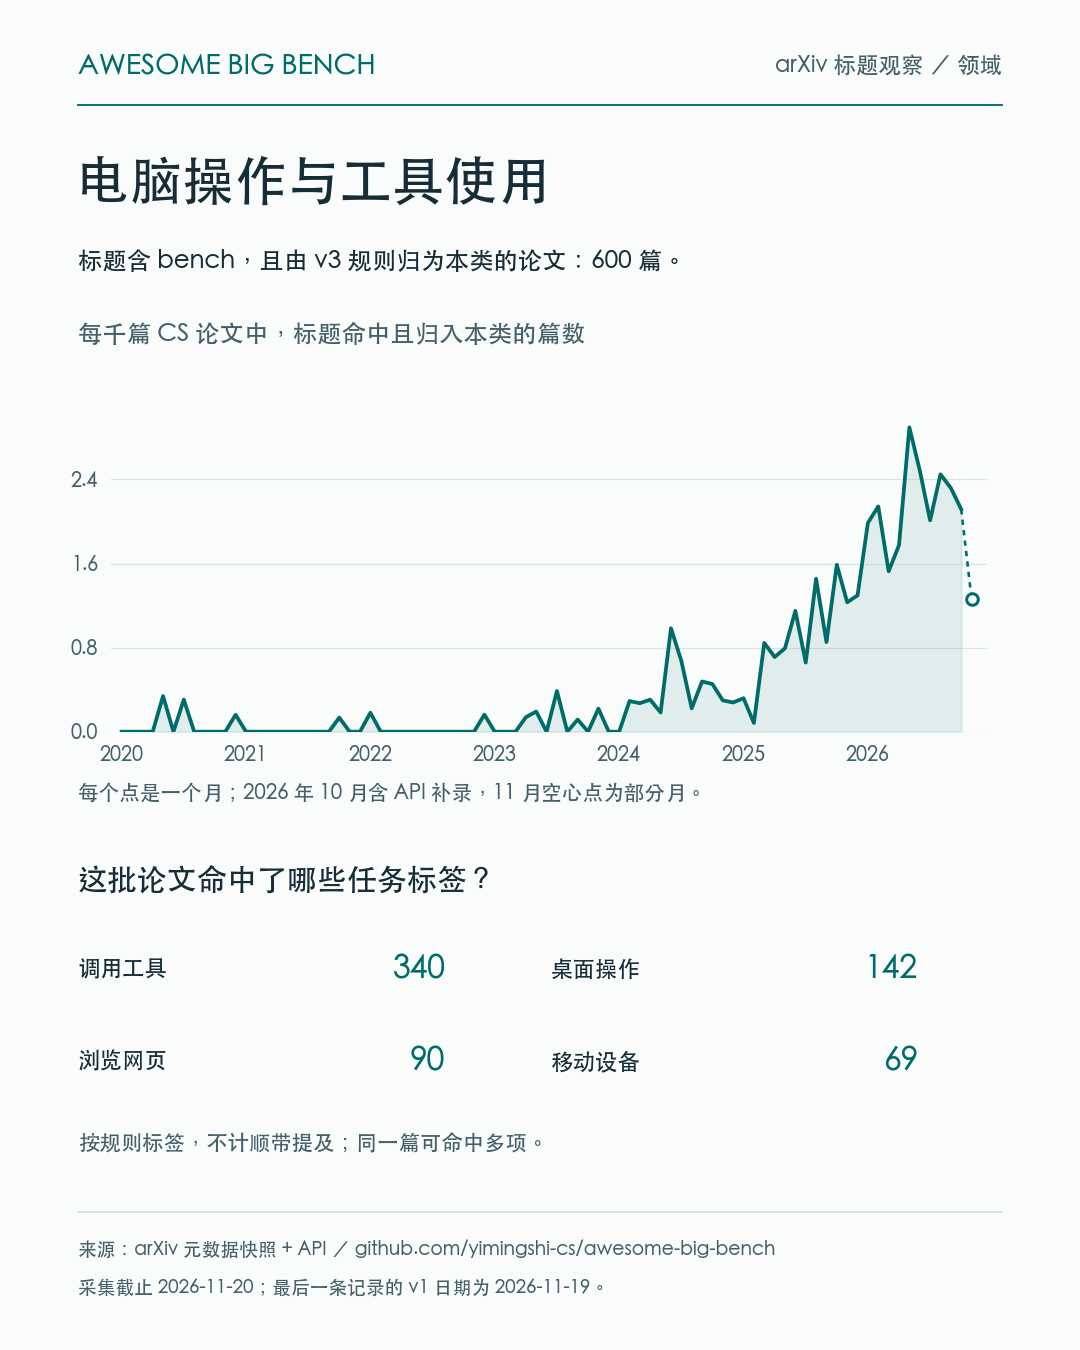 AWESOME BIG BENCH
arXiv 标题观察 / 领域
电脑操作与工具使用
标题含 bench，且由 v3 规则归为本类的论文：600 篇。
每千篇 CS 论文中，标题命中且归入本类的篇数
2.4
1.6
0.8
0.0
2020 2021 2022 2023 2024 2025 2026
每个点是一个月；2026 年 10 月含 API 补录，11 月空心点为部分月。
这批论文命中了哪些任务标签？
调用工具 340 桌面操作 142
浏览网页 90 移动设备 69
按规则标签，不计顺带提及；同一篇可命中多项。
来源：arXiv 元数据快照 + API / github.com/yimingshi-cs/awesome-big-bench
采集截止 2026-11-20；最后一条记录的 v1 日期为 2026-11-19。